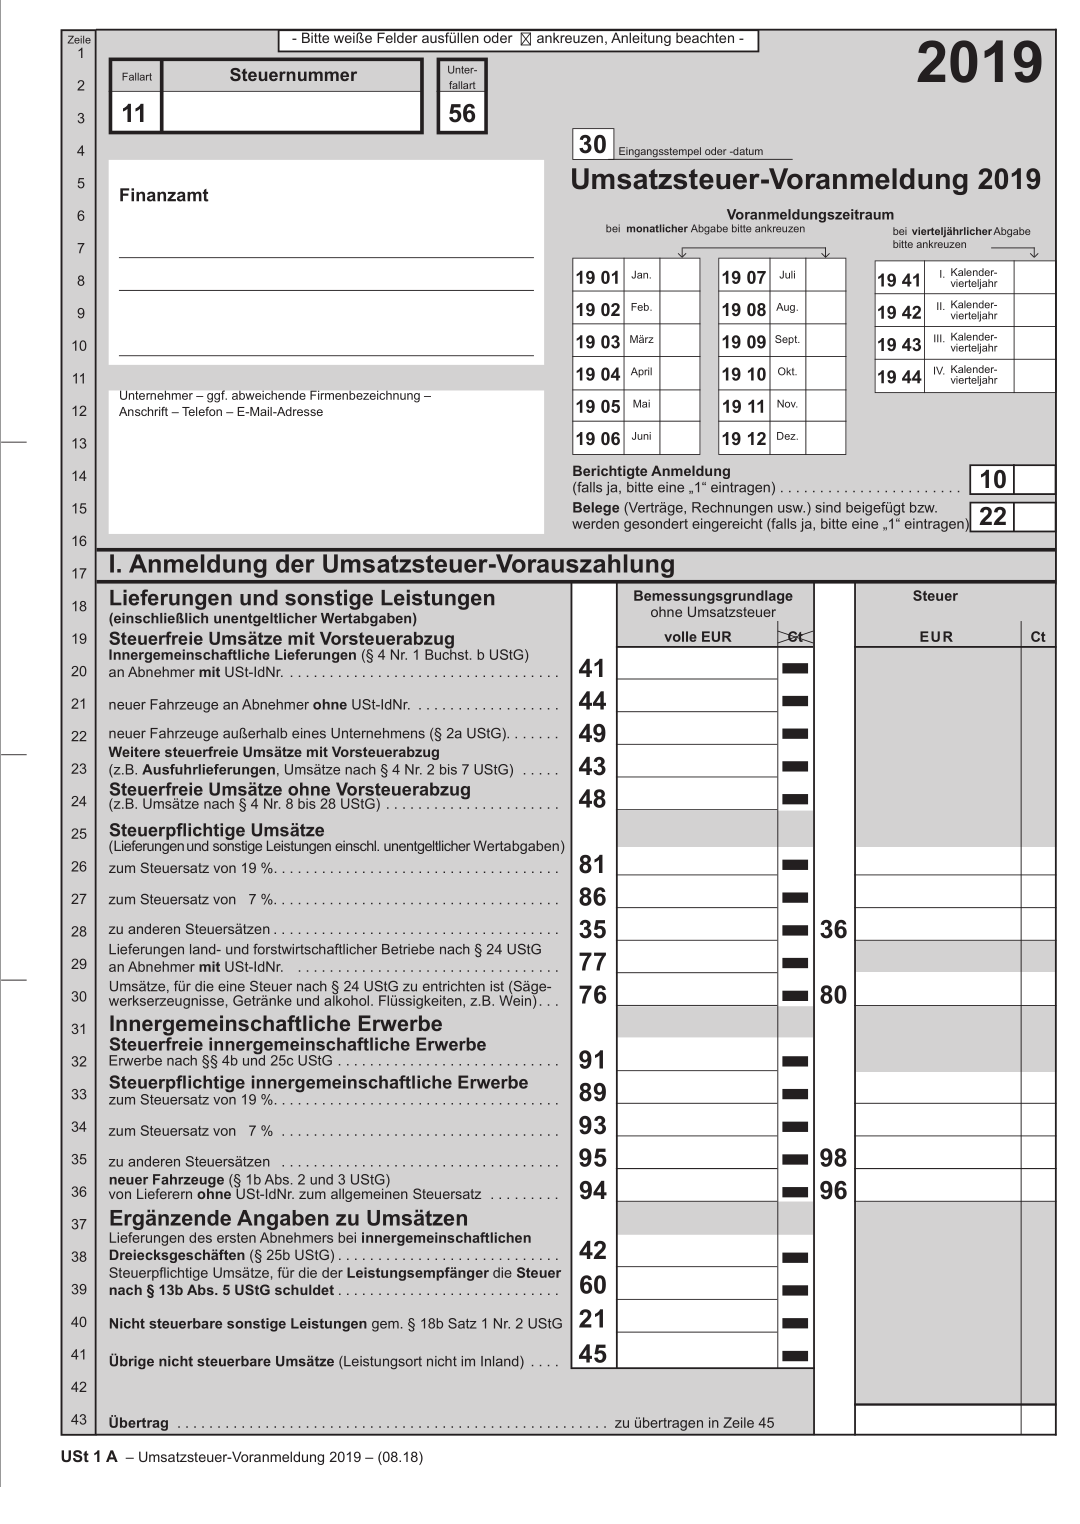 Zeile
- Bitte weiße Felder ausfüllen oder ☒ ankreuzen, Anleitung beachten -
2019
1
Fallart
Steuernummer
Unter-
fallart
2
11
56
3
30
Eingangsstempel oder -datum
4
Umsatzsteuer-Voranmeldung 2019
5
Finanzamt
6
Voranmeldungszeitraum
bei monatlicher Abgabe bitte ankreuzen
bei vierteljährlicher Abgabe
bitte ankreuzen
7
19 01 Jan.
19 07 Juli
19 41 I. Kalender-
vierteljahr
8
19 02 Feb.
19 08 Aug.
19 42 II. Kalender-
vierteljahr
9
19 03 März
19 09 Sept.
19 43 III. Kalender-
vierteljahr
10
19 04 April
19 10 Okt.
19 44 IV. Kalender-
vierteljahr
11
Unternehmer – ggf. abweichende Firmenbezeichnung –
Anschrift – Telefon – E-Mail-Adresse
12
19 05 Mai
19 11 Nov.
13
19 06 Juni
19 12 Dez.
14
Berichtigte Anmeldung
(falls ja, bitte eine „1“ eintragen) . . . . . . . . . . . . . . . . . . . . . . . 10
15
Belege (Verträge, Rechnungen usw.) sind beigefügt bzw.
werden gesondert eingereicht (falls ja, bitte eine „1“ eintragen) 22
16
17 I. Anmeldung der Umsatzsteuer-Vorauszahlung
18 Lieferungen und sonstige Leistungen
(einschließlich unentgeltlicher Wertabgaben)
Bemessungsgrundlage
ohne Umsatzsteuer
Steuer
volle EUR Ct
EUR Ct
19 Steuerfreie Umsätze mit Vorsteuerabzug
Innergemeinschaftliche Lieferungen (§ 4 Nr. 1 Buchst. b UStG)
20 an Abnehmer mit USt-IdNr. . . . . . . . . . . . . . . . . . . . . . . . . . . . . . . . . . . 41
21 neuer Fahrzeuge an Abnehmer ohne USt-IdNr. . . . . . . . . . . . . . . . . . . 44
22 neuer Fahrzeuge außerhalb eines Unternehmens (§ 2a UStG). . . . . . . 49
Weitere steuerfreie Umsätze mit Vorsteuerabzug
23 (z.B. Ausfuhrlieferungen, Umsätze nach § 4 Nr. 2 bis 7 UStG) . . . . . 43
Steuerfreie Umsätze ohne Vorsteuerabzug
24 (z.B. Umsätze nach § 4 Nr. 8 bis 28 UStG) . . . . . . . . . . . . . . . . . . . . . . 48
25 Steuerpflichtige Umsätze
(Lieferungen und sonstige Leistungen einschl. unentgeltlicher Wertabgaben)
26 zum Steuersatz von 19 %. . . . . . . . . . . . . . . . . . . . . . . . . . . . . . . . . . . . 81
27 zum Steuersatz von 7 %. . . . . . . . . . . . . . . . . . . . . . . . . . . . . . . . . . . . 86
28 zu anderen Steuersätzen . . . . . . . . . . . . . . . . . . . . . . . . . . . . . . . . . . . . 35 36
Lieferungen land- und forstwirtschaftlicher Betriebe nach § 24 UStG
29 an Abnehmer mit USt-IdNr. . . . . . . . . . . . . . . . . . . . . . . . . . . . . . . . . . 77
Umsätze, für die eine Steuer nach § 24 UStG zu entrichten ist (Säge-
30 werkserzeugnisse, Getränke und alkohol. Flüssigkeiten, z.B. Wein). . . 76 80
31 Innergemeinschaftliche Erwerbe
Steuerfreie innergemeinschaftliche Erwerbe
32 Erwerbe nach §§ 4b und 25c UStG . . . . . . . . . . . . . . . . . . . . . . . . . . . . 91
Steuerpflichtige innergemeinschaftliche Erwerbe
33 zum Steuersatz von 19 %. . . . . . . . . . . . . . . . . . . . . . . . . . . . . . . . . . . . 89
34 zum Steuersatz von 7 % . . . . . . . . . . . . . . . . . . . . . . . . . . . . . . . . . . . 93
35 zu anderen Steuersätzen . . . . . . . . . . . . . . . . . . . . . . . . . . . . . . . . . . . 95 98
neuer Fahrzeuge (§ 1b Abs. 2 und 3 UStG)
36 von Lieferern ohne USt-IdNr. zum allgemeinen Steuersatz . . . . . . . . . 94 96
37 Ergänzende Angaben zu Umsätzen
Lieferungen des ersten Abnehmers bei innergemeinschaftlichen
38 Dreiecksgeschäften (§ 25b UStG) . . . . . . . . . . . . . . . . . . . . . . . . . . . . 42
Steuerpflichtige Umsätze, für die der Leistungsempfänger die Steuer
39 nach § 13b Abs. 5 UStG schuldet . . . . . . . . . . . . . . . . . . . . . . . . . . . . 60
40 Nicht steuerbare sonstige Leistungen gem. § 18b Satz 1 Nr. 2 UStG 21
41 Übrige nicht steuerbare Umsätze (Leistungsort nicht im Inland) . . . . 45
42
43 Übertrag . . . . . . . . . . . . . . . . . . . . . . . . . . . . . . . . . . . . . . . . . . . . . . . . . . . . . . zu übertragen in Zeile 45
USt 1 A – Umsatzsteuer-Voranmeldung 2019 – (08.18)